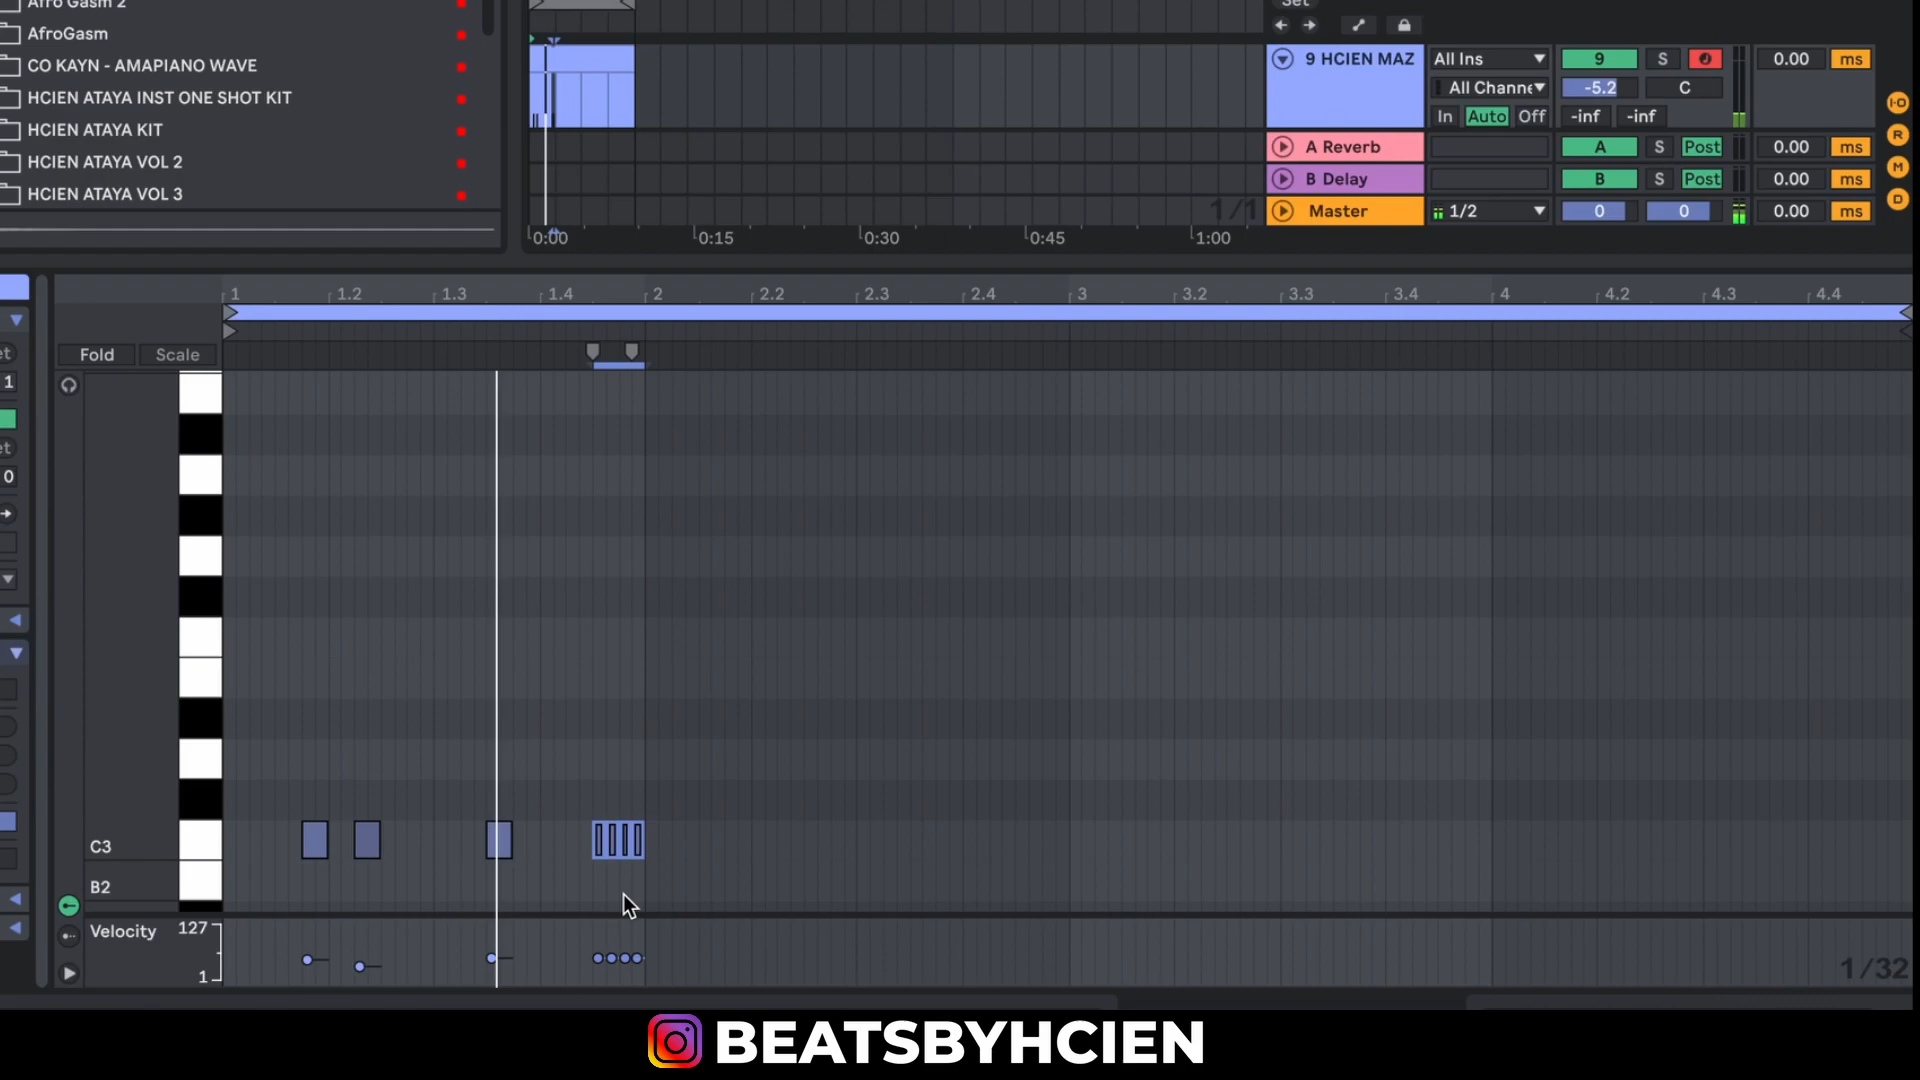 Afro Gasm 2
AfroGasm
CO KAYN - AMAPIANO WAVE
HCIEN ATAYA INST ONE SHOT KIT
HCIEN ATAYA KIT
HCIEN ATAYA VOL 2
HCIEN ATAYA VOL 3
Set
9 HCIEN MAZ All Ins 9 S 0.00 ms
All Channe -5.2 C
In Auto Off -inf -inf
A Reverb A S Post 0.00 ms
B Delay B S Post 0.00 ms
1/1 Master 1/2 0 0 0.00 ms
I-O
R
M
D
0:00 0:15 0:30 0:45 1:00
1 1.2 1.3 1.4 2 2.2 2.3 2.4 3 3.2 3.3 3.4 4 4.2 4.3 4.4
Fold Scale
et
1
et
0
C3
B2
Velocity 127
1
1/32
BEATSBYHCIEN